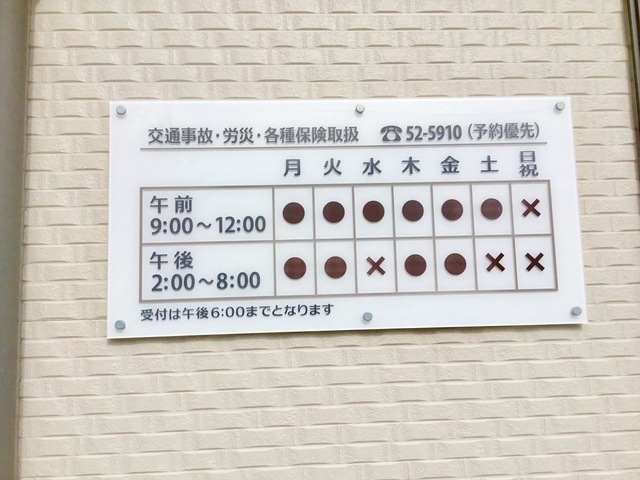 交通事故・労災・各種保険取扱 ☎52-5910（予約優先）
月 火 水 木 金 土 日祝
午前 9:00～12:00 ● ● ● ● ● ● ×
午後 2:00～8:00 ● ● × ● ● × ×
受付は午後6:00までとなります